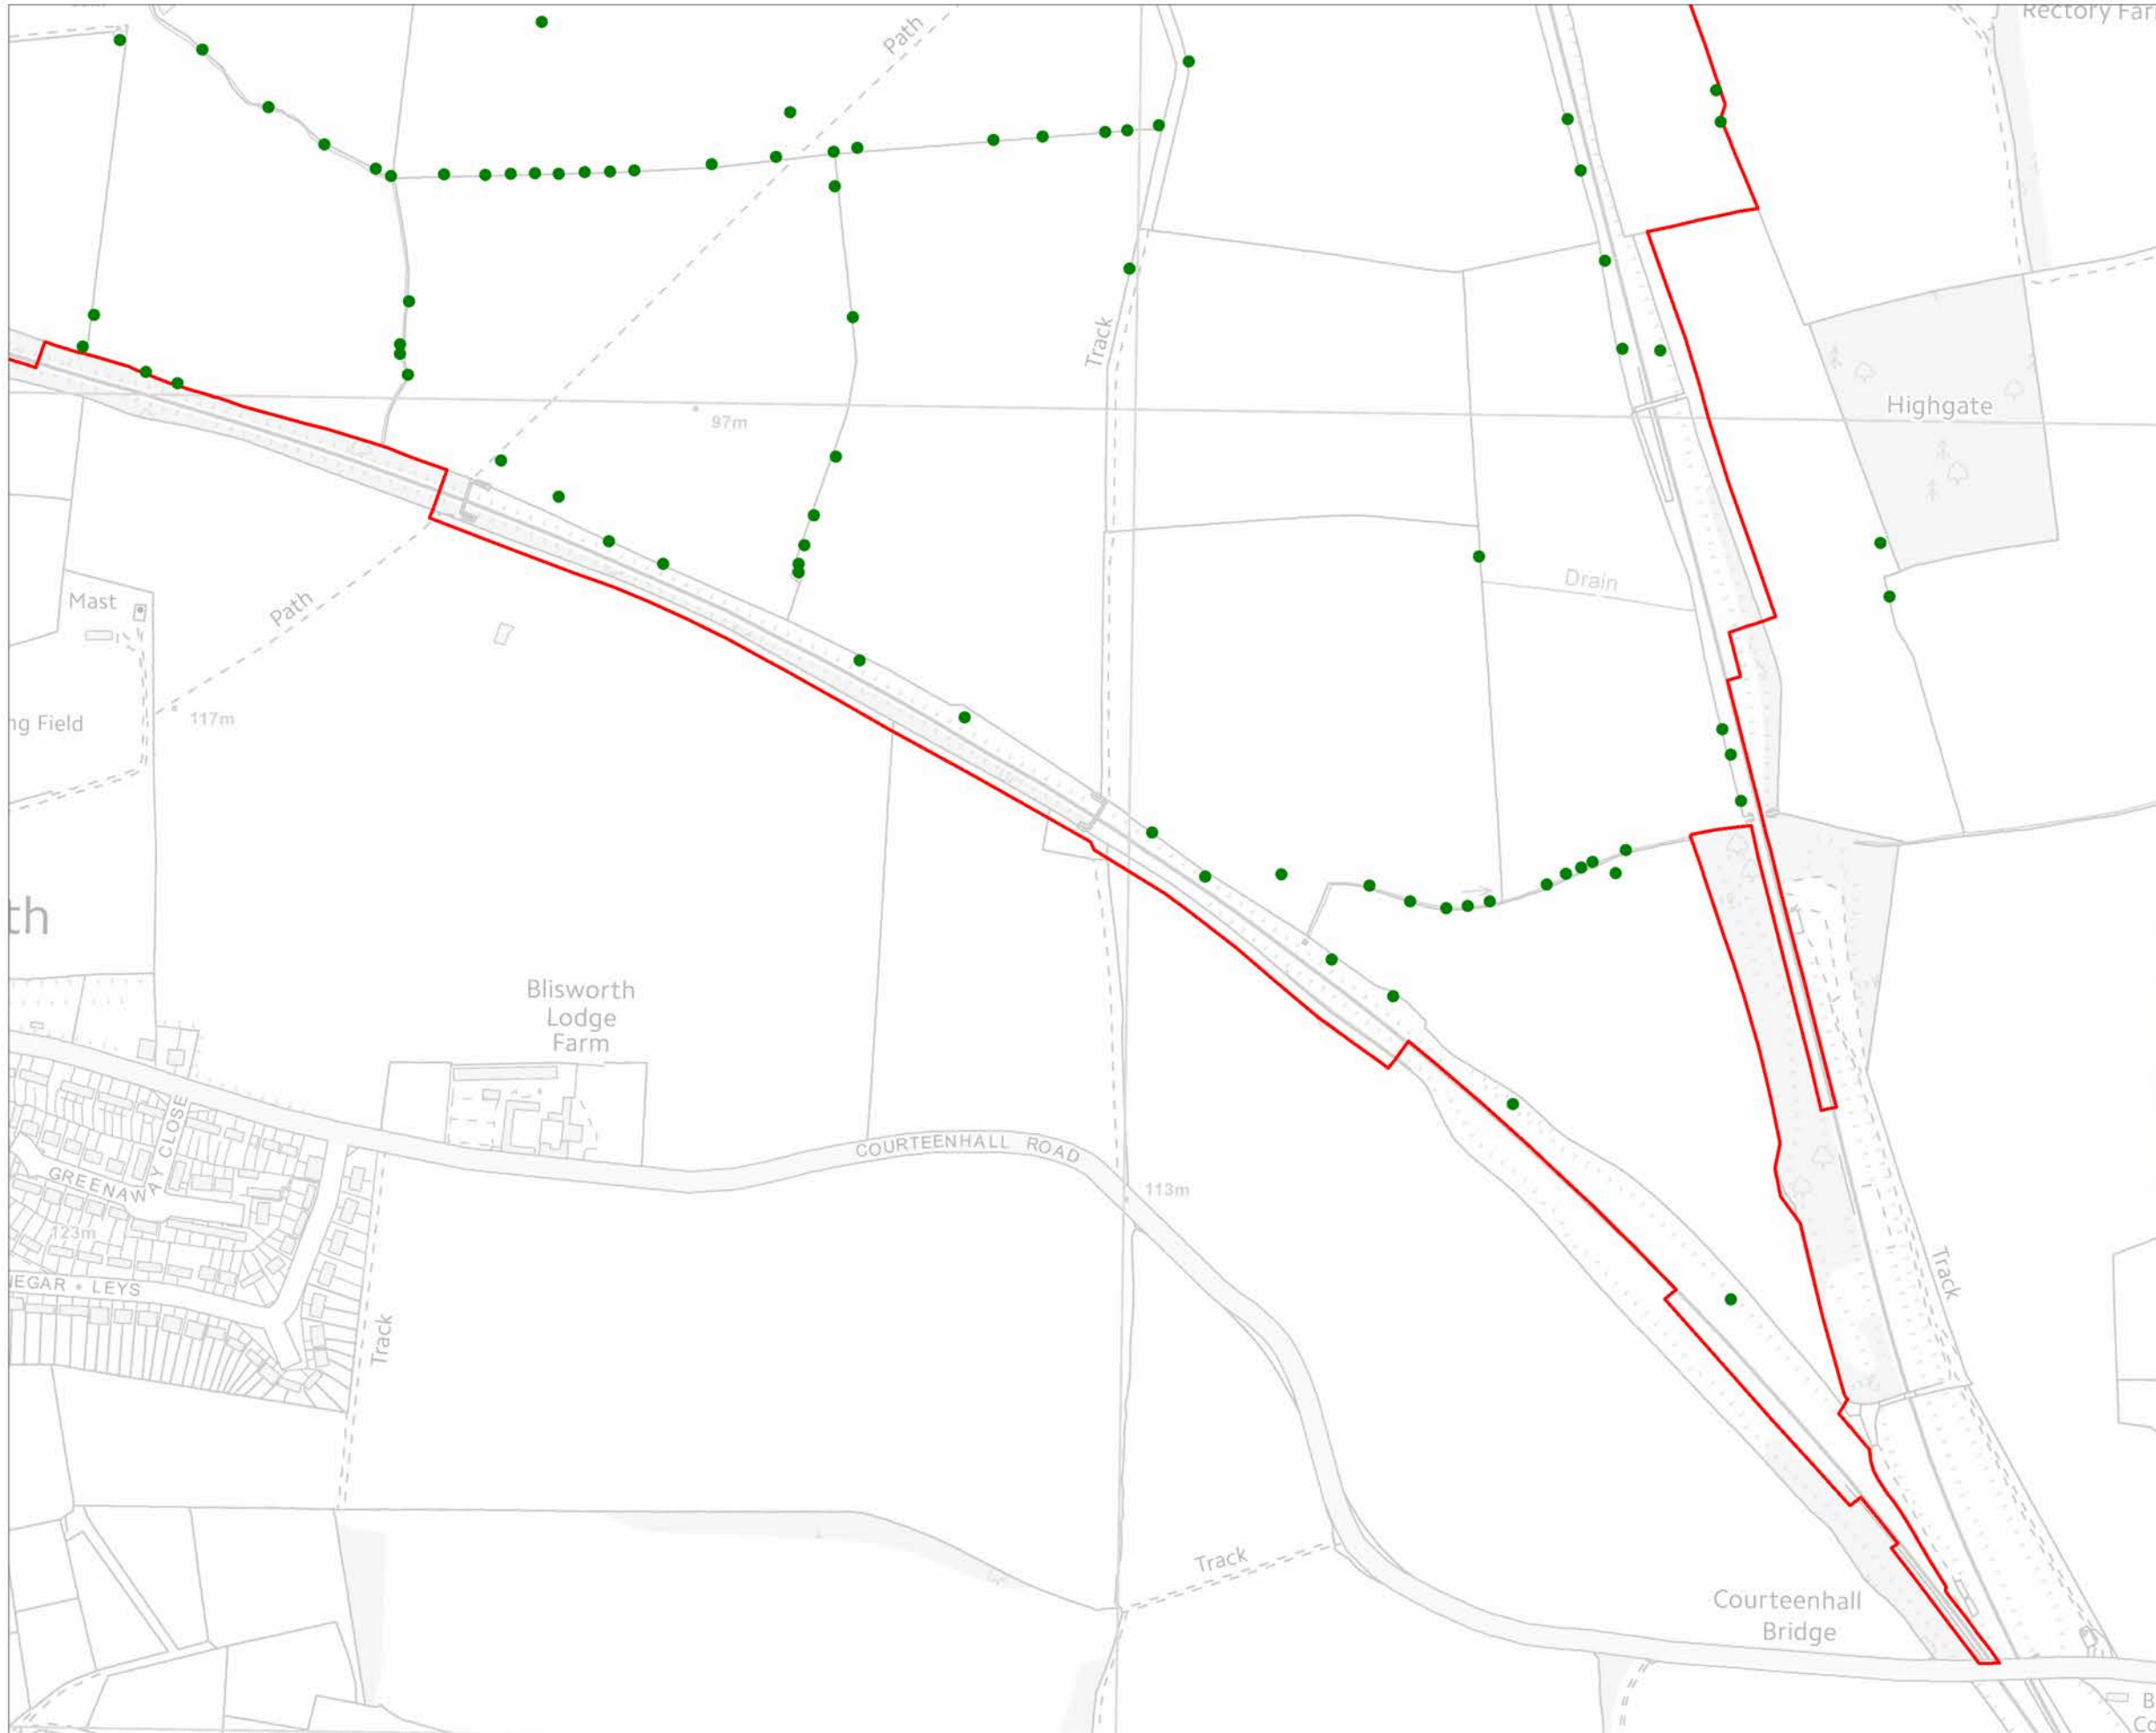 Rectory Far
Path
Track
97m
Highgate
Drain
Mast
Path
117m
ng Field
th
Blisworth
Lodge
Farm
COURTEENHALL ROAD
113m
GREENAWAY CLOSE
123m
NEGAR LEYS
Track
Track
Track
Courteenhall
Bridge
B
Co